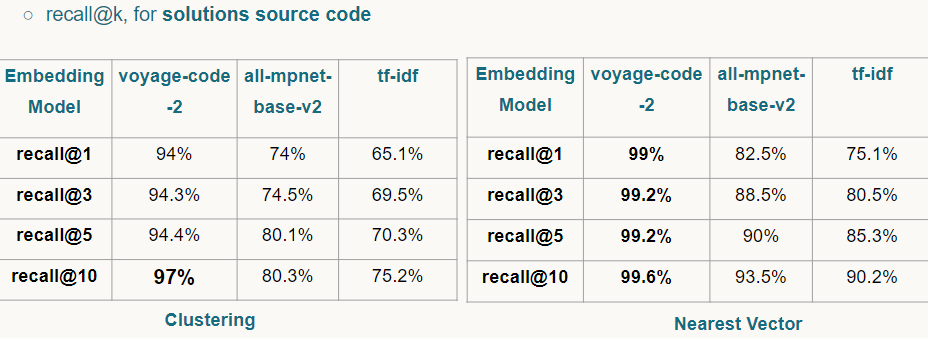 ○ recall@k, for solutions source code
Embedding Model voyage-code-2 all-mpnet-base-v2 tf-idf
recall@1 94% 74% 65.1%
recall@3 94.3% 74.5% 69.5%
recall@5 94.4% 80.1% 70.3%
recall@10 97% 80.3% 75.2%
Clustering
Embedding Model voyage-code-2 all-mpnet-base-v2 tf-idf
recall@1 99% 82.5% 75.1%
recall@3 99.2% 88.5% 80.5%
recall@5 99.2% 90% 85.3%
recall@10 99.6% 93.5% 90.2%
Nearest Vector